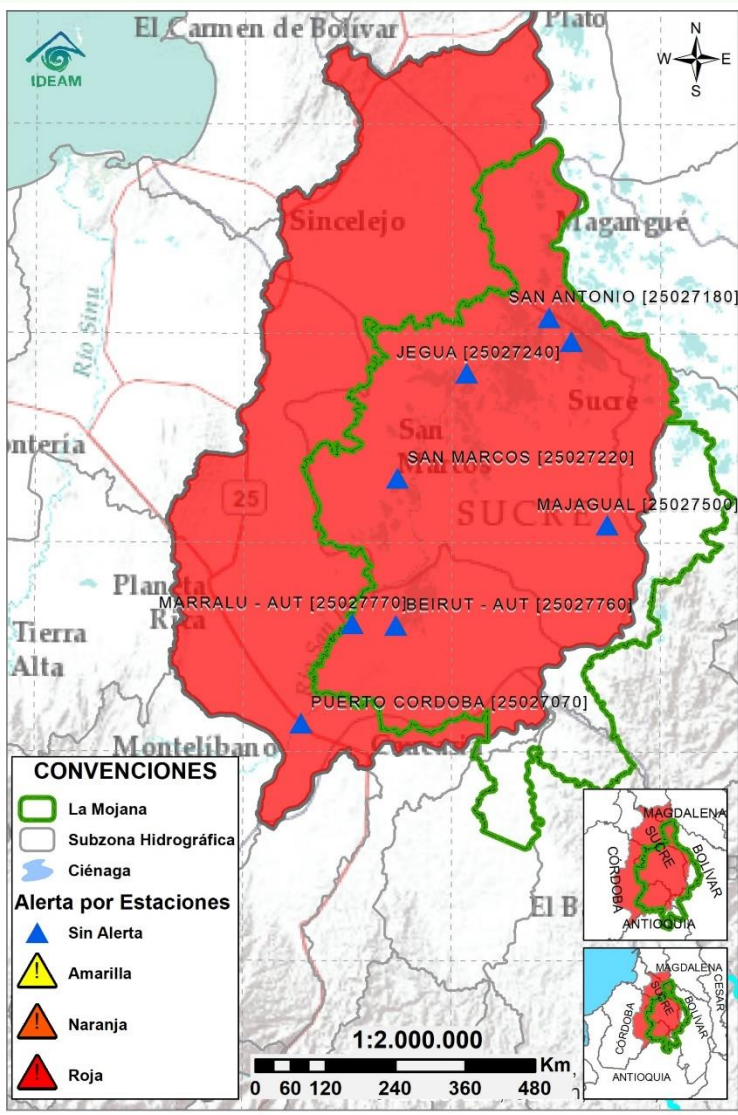 El Carmen de Bolívar
Plato
N
W
E
S
IDEAM
Sincelejo
Magangué
Río Sinu
SAN ANTONIO [25027180]
JEGUA [25027240]
Sucre
San
Marcos
SAN MARCOS [25027220]
25
SUCRE
MAJAGUAL [25027500]
Planeta
Rica
MARRALU - AUT [25027770]
BEIRUT - AUT [25027760]
Tierra
Alta
PUERTO CORDOBA [25027070]
Montelíbano
El B
CONVENCIONES
La Mojana
Subzona Hidrográfica
Ciénaga
Alerta por Estaciones
Sin Alerta
Amarilla
Naranja
Roja
1:2.000.000
Km
0 60 120 240 360 480
MAGDALENA
SUCRE
BOLÍVAR
CÓRDOBA
ANTIOQUIA
MAGDALENA
CESAR
SUCRE
BOLÍVAR
CÓRDOBA
ANTIOQUIA